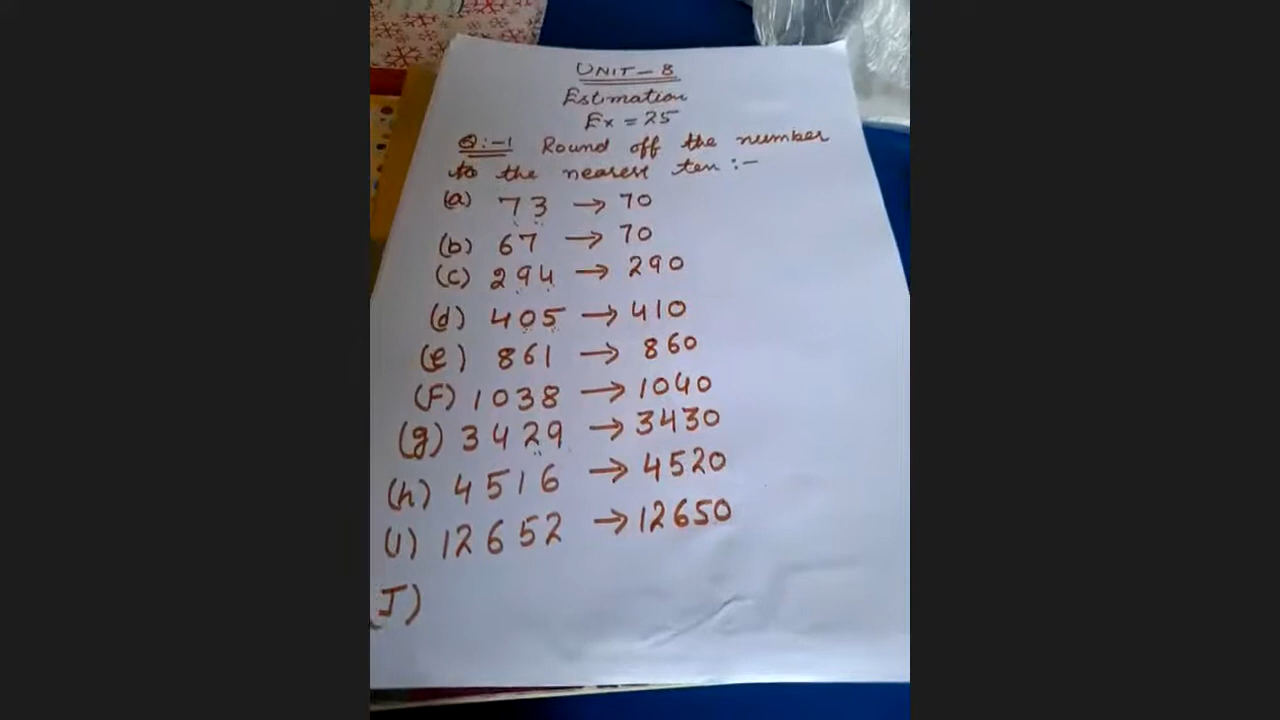 UNIT - 8
Estimation
Ex = 25
Q:-1 Round off the number
to the nearest ten :-
(a) 73 → 70
(b) 67 → 70
(c) 294 → 290
(d) 405 → 410
(e) 861 → 860
(F) 1038 → 1040
(g) 3429 → 3430
(h) 4516 → 4520
(I) 12652 → 12650
(J)